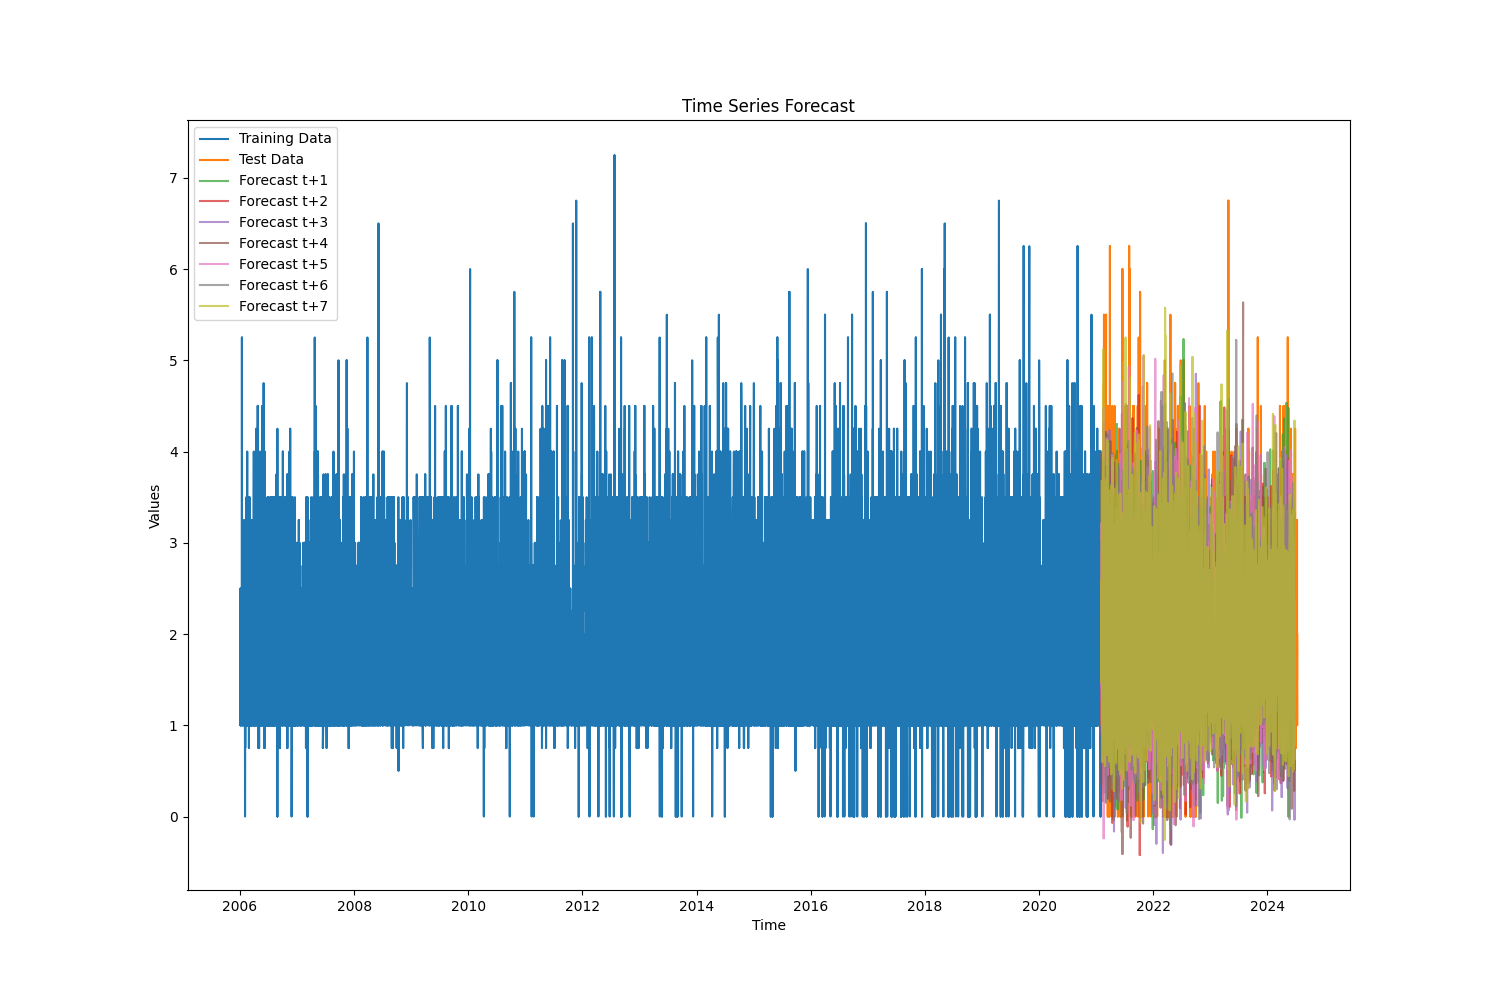 Time Series Forecast
Training Data
Test Data
Forecast t+1
Forecast t+2
Forecast t+3
Forecast t+4
Forecast t+5
Forecast t+6
Forecast t+7
7
6
5
4
3
2
1
0
Values
2006 2008 2010 2012 2014 2016 2018 2020 2022 2024
Time